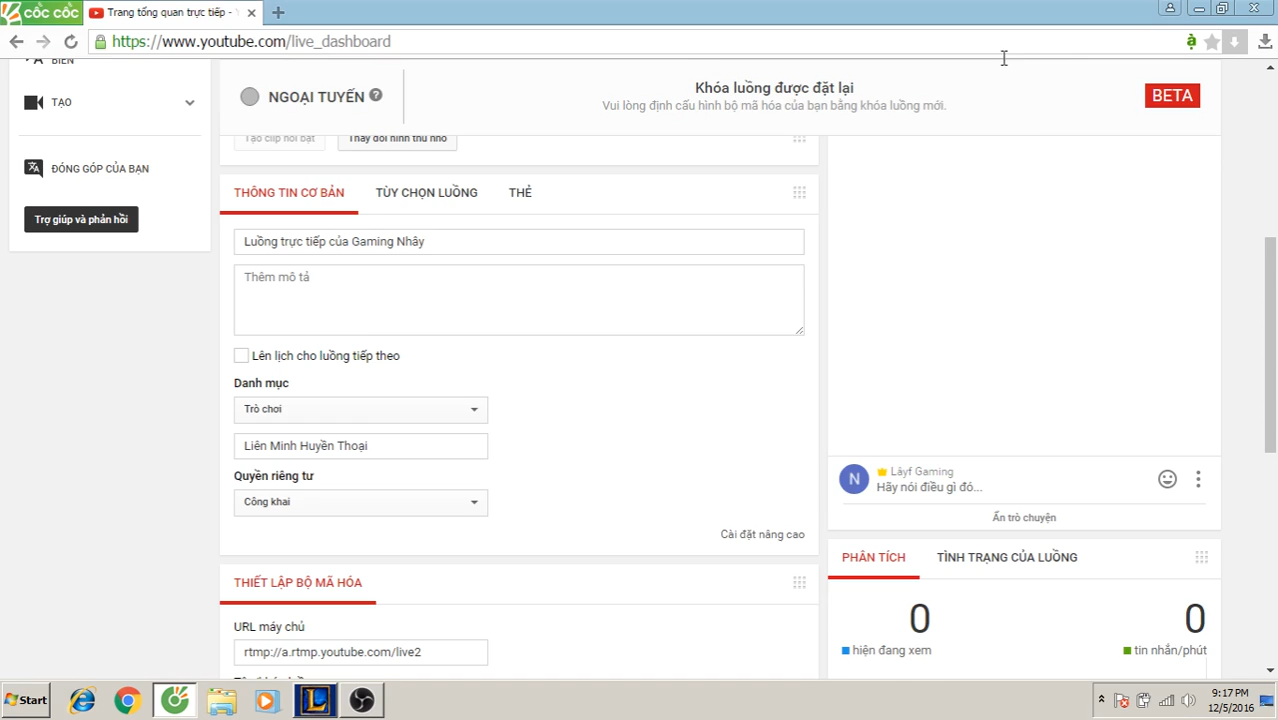 cốc cốc
Trang tổng quan trực tiếp -
https://www.youtube.com/live_dashboard
BETA
NGOẠI TUYẾN
Khóa luồng được đặt lại
Vui lòng định cấu hình bộ mã hóa của bạn bằng khóa luồng mới.
TẠO
ĐÓNG GÓP CỦA BẠN
Trợ giúp và phản hồi
Tạo clip nổi bật
Thay đổi hình thu nhỏ
THÔNG TIN CƠ BẢN
TÙY CHỌN LUỒNG
THẺ
Luồng trực tiếp của Gaming Nhây
Thêm mô tả
Lên lịch cho luồng tiếp theo
Danh mục
Trò chơi
Liên Minh Huyền Thoại
Quyền riêng tư
Công khai
Cài đặt nâng cao
THIẾT LẬP BỘ MÃ HÓA
URL máy chủ
rtmp://a.rtmp.youtube.com/live2
N
Lâyf Gaming
Hãy nói điều gì đó...
Ẩn trò chuyện
PHÂN TÍCH
TÌNH TRẠNG CỦA LUỒNG
0
hiện đang xem
0
tin nhắn/phút
Start
9:17 PM
12/5/2016